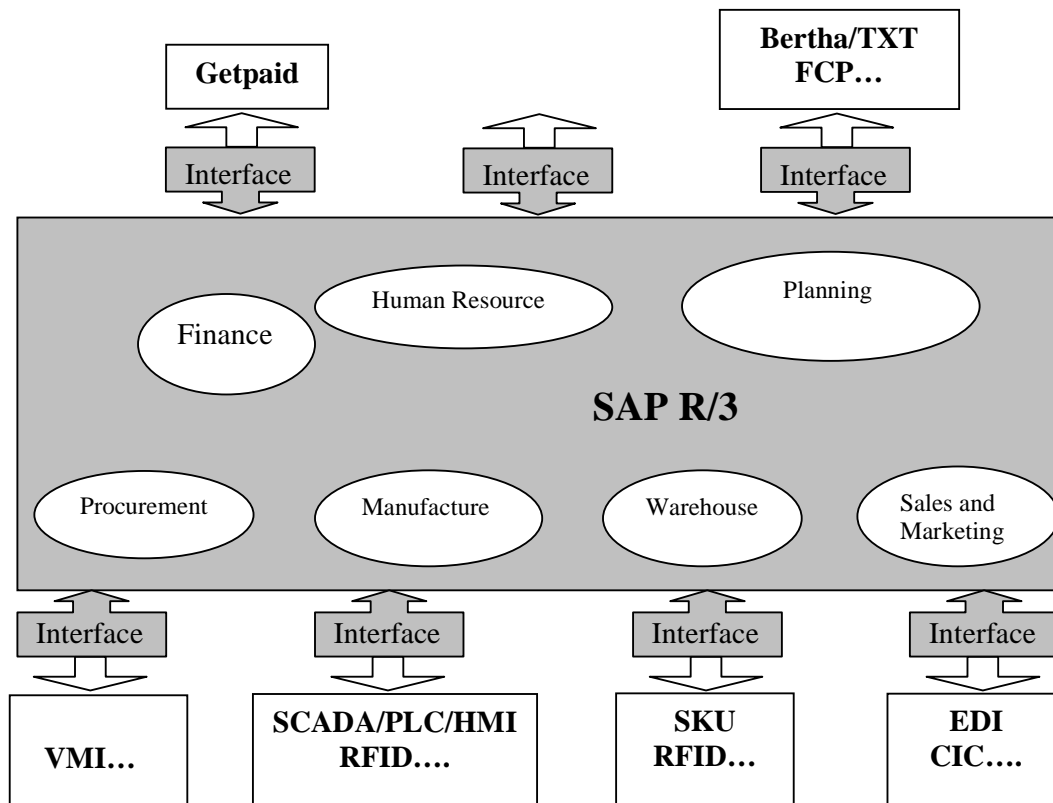 Getpaid
Bertha/TXT
FCP…
Interface
Interface
Interface
Finance
Human Resource
Planning
SAP R/3
Procurement
Manufacture
Warehouse
Sales and
Marketing
Interface
Interface
Interface
Interface
VMI…
SCADA/PLC/HMI
RFID….
SKU
RFID…
EDI
CIC….